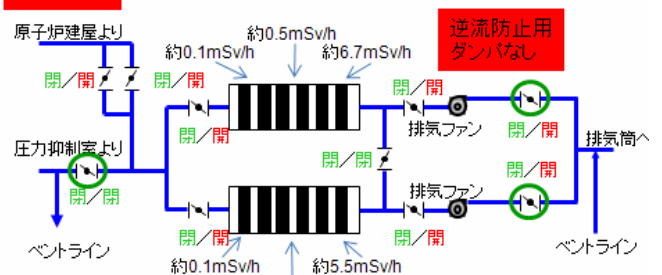 約0.5mSv/h
約0.1mSv/h
約6.7mSv/h
逆流防止用
ダンパなし
原子炉建屋より
閉/開
閉/開
閉/開
閉/開
閉/開
排気ファン
圧力抑制室より
閉/閉
閉/閉
閉/開
排気筒へ
排気ファン
閉/開
閉/開
ベントライン
約0.1mSv/h
約5.5mSv/h
ベントライン